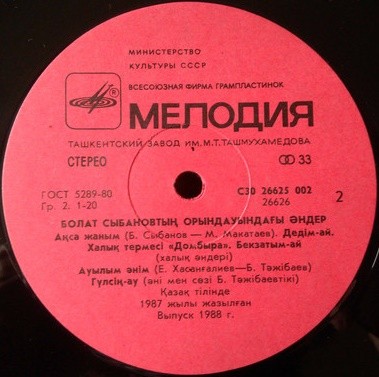 МИНИСТЕРСТВО
КУЛЬТУРЫ СССР
ВСЕСОЮЗНАЯ ФИРМА ГРАМПЛАСТИНОК
®
МЕЛОДИЯ
ТАШКЕНТСКИЙ ЗАВОД ИМ. М.Т. ТАШМУХАМЕДОВА
СТЕРЕО 33
ГОСТ 5289-80 С30 26625 002
Гр. 2. 1-20 26626 2
БОЛАТ СЫБАНОВТЫҢ ОРЫНДАУЫНДАҒЫ ӘНДЕР
Ақса жаным (Б. Сыбанов — М. Макатаев). Дедім-ай.
Халық термесі «Домбыра». Бекзатым-ай
(халық әндері)
Ауылым әнім (Е. Хасанғалиев—Б. Тәжібаев)
Гүлсің-ау (әні мен сөзі Б. Тәжібаевтікі)
Қазақ тілінде
1987 жылы жазылған
Выпуск 1988 г.